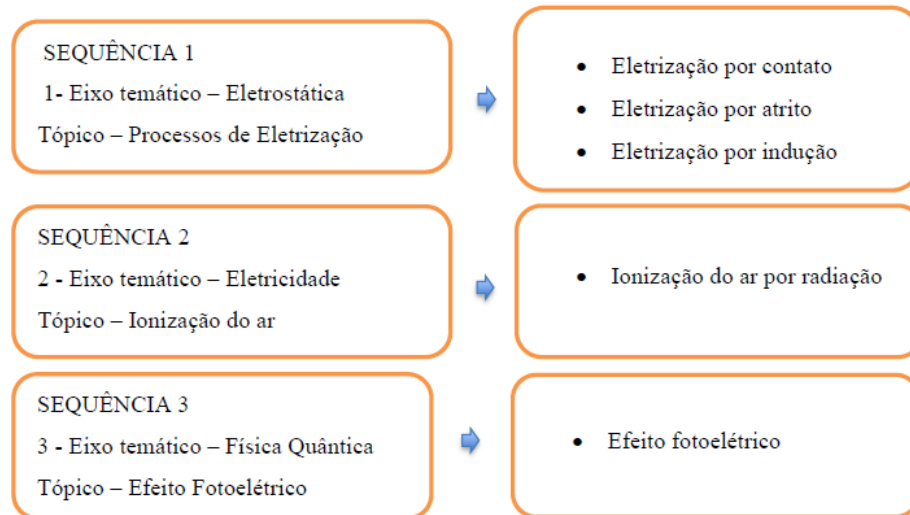 SEQUÊNCIA 1
1- Eixo temático – Eletrostática
Tópico – Processos de Eletrização
• Eletrização por contato
• Eletrização por atrito
• Eletrização por indução
SEQUÊNCIA 2
2 - Eixo temático – Eletricidade
Tópico – Ionização do ar
• Ionização do ar por radiação
SEQUÊNCIA 3
3 - Eixo temático – Física Quântica
Tópico – Efeito Fotoelétrico
• Efeito fotoelétrico